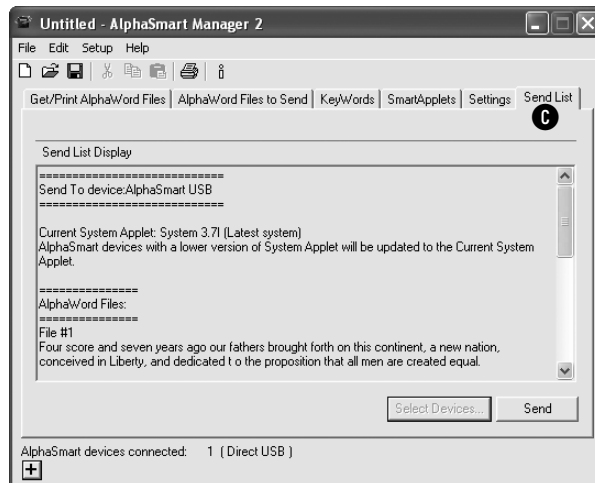 Untitled - AlphaSmart Manager 2
File Edit Setup Help
Get/Print AlphaWord Files AlphaWord Files to Send KeyWords SmartApplets Settings Send List
C
Send List Display
============================
Send To device:AlphaSmart USB
============================
Current System Applet: System 3.7I (Latest system)
AlphaSmart devices with a lower version of System Applet will be updated to the Current System
Applet.
===============
AlphaWord Files:
===============
File #1
Four score and seven years ago our fathers brought forth on this continent, a new nation,
conceived in Liberty, and dedicated t o the proposition that all men are created equal.
Select Devices... Send
AlphaSmart devices connected: 1 ( Direct USB )